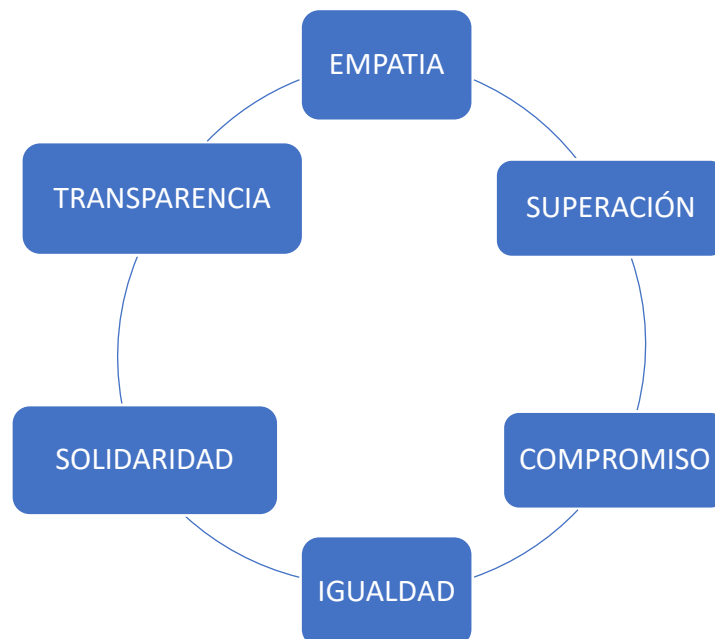 EMPATIA
SUPERACIÓN
COMPROMISO
IGUALDAD
SOLIDARIDAD
TRANSPARENCIA